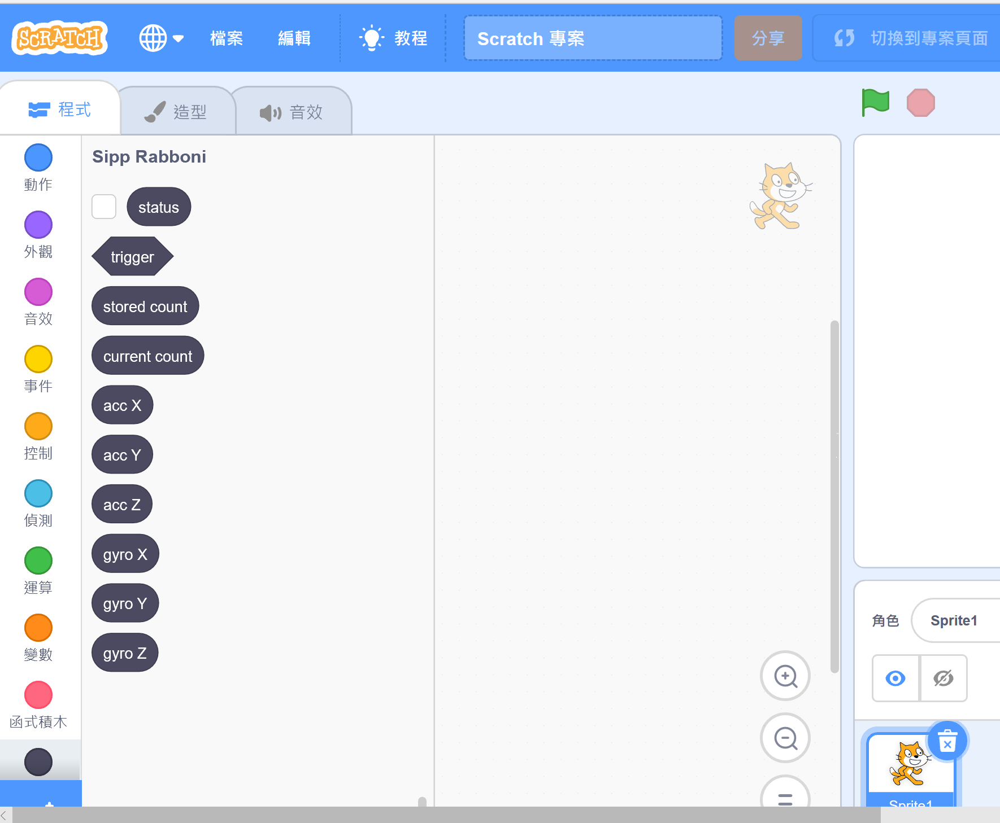 SCRATCH
檔案
編輯
教程
Scratch 專案
分享
切換到專案頁面
程式
造型
音效
動作
外觀
音效
事件
控制
偵測
運算
變數
函式積木
Sipp Rabboni
status
trigger
stored count
current count
acc X
acc Y
acc Z
gyro X
gyro Y
gyro Z
角色
Sprite1
Sprite1